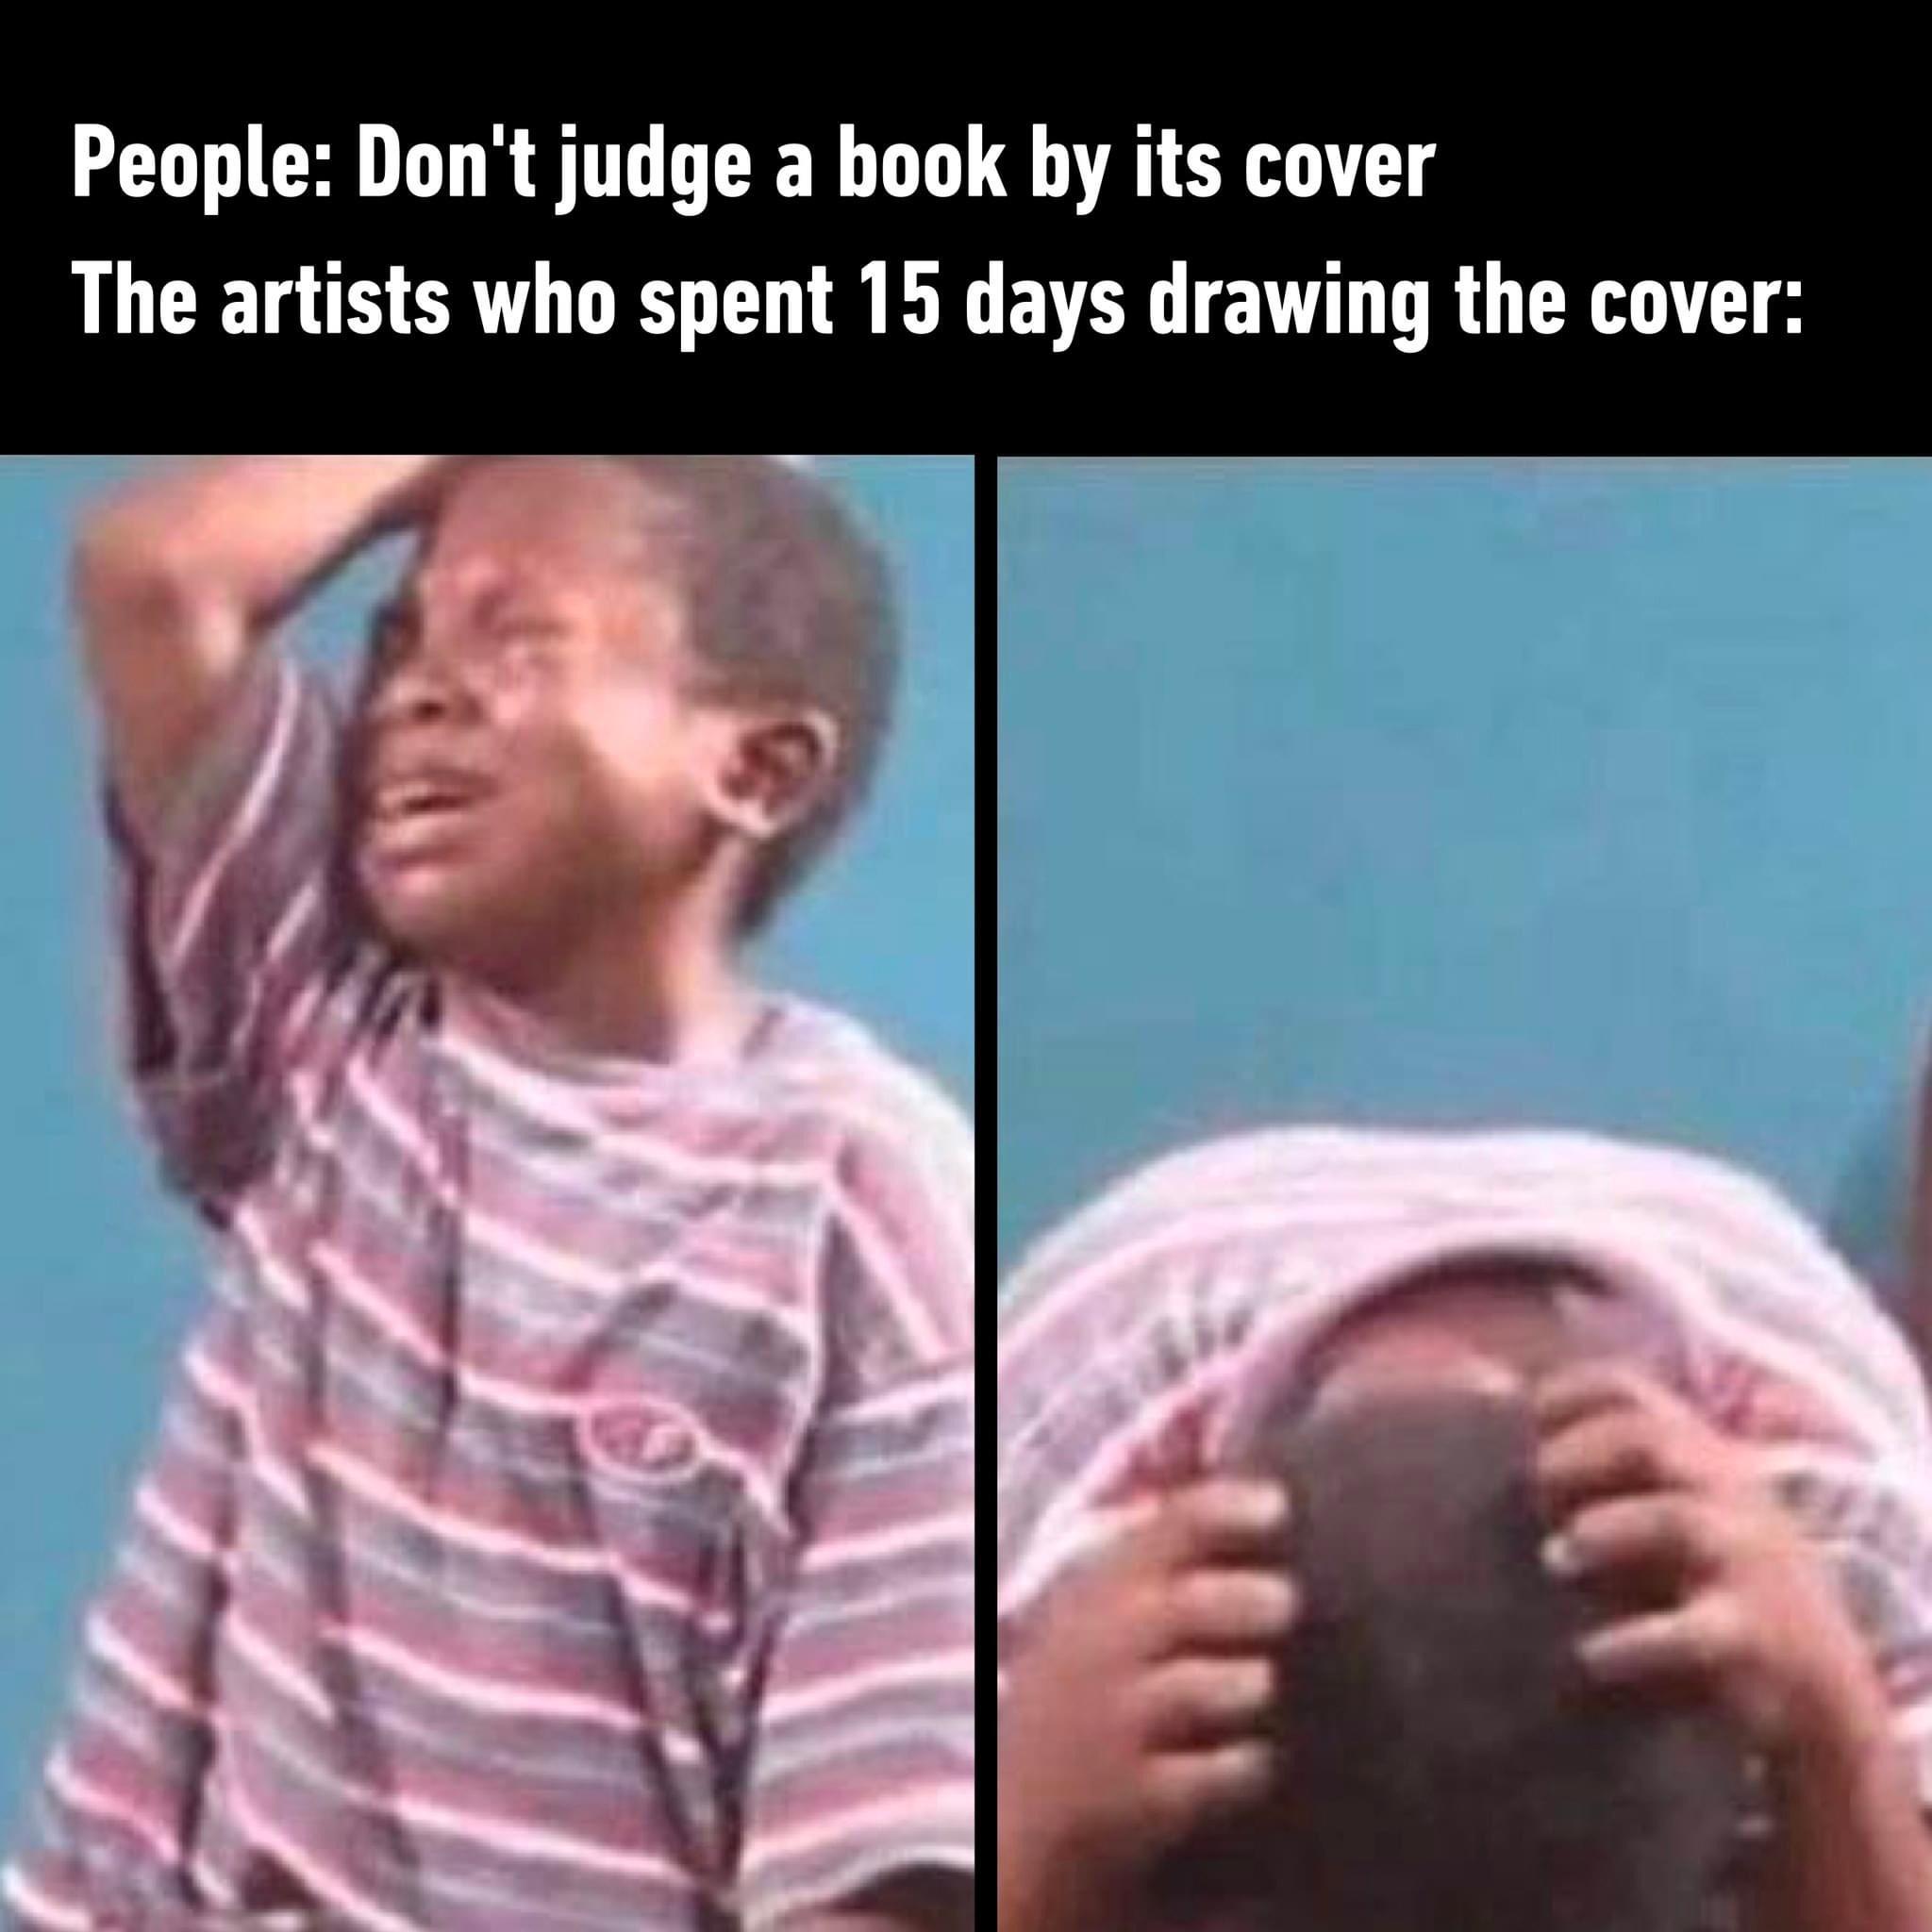 People: Don't judge a book by its cover
The artists who spent 15 days drawing the cover: